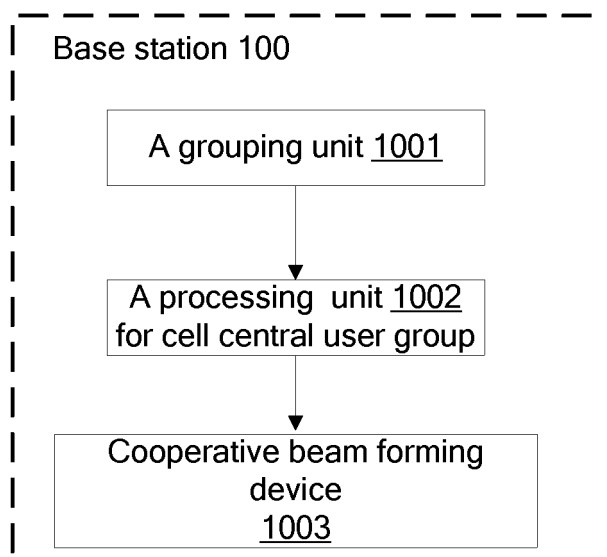 Base station 100
A grouping unit 1001
A processing unit 1002
for cell central user group
Cooperative beam forming
device
1003